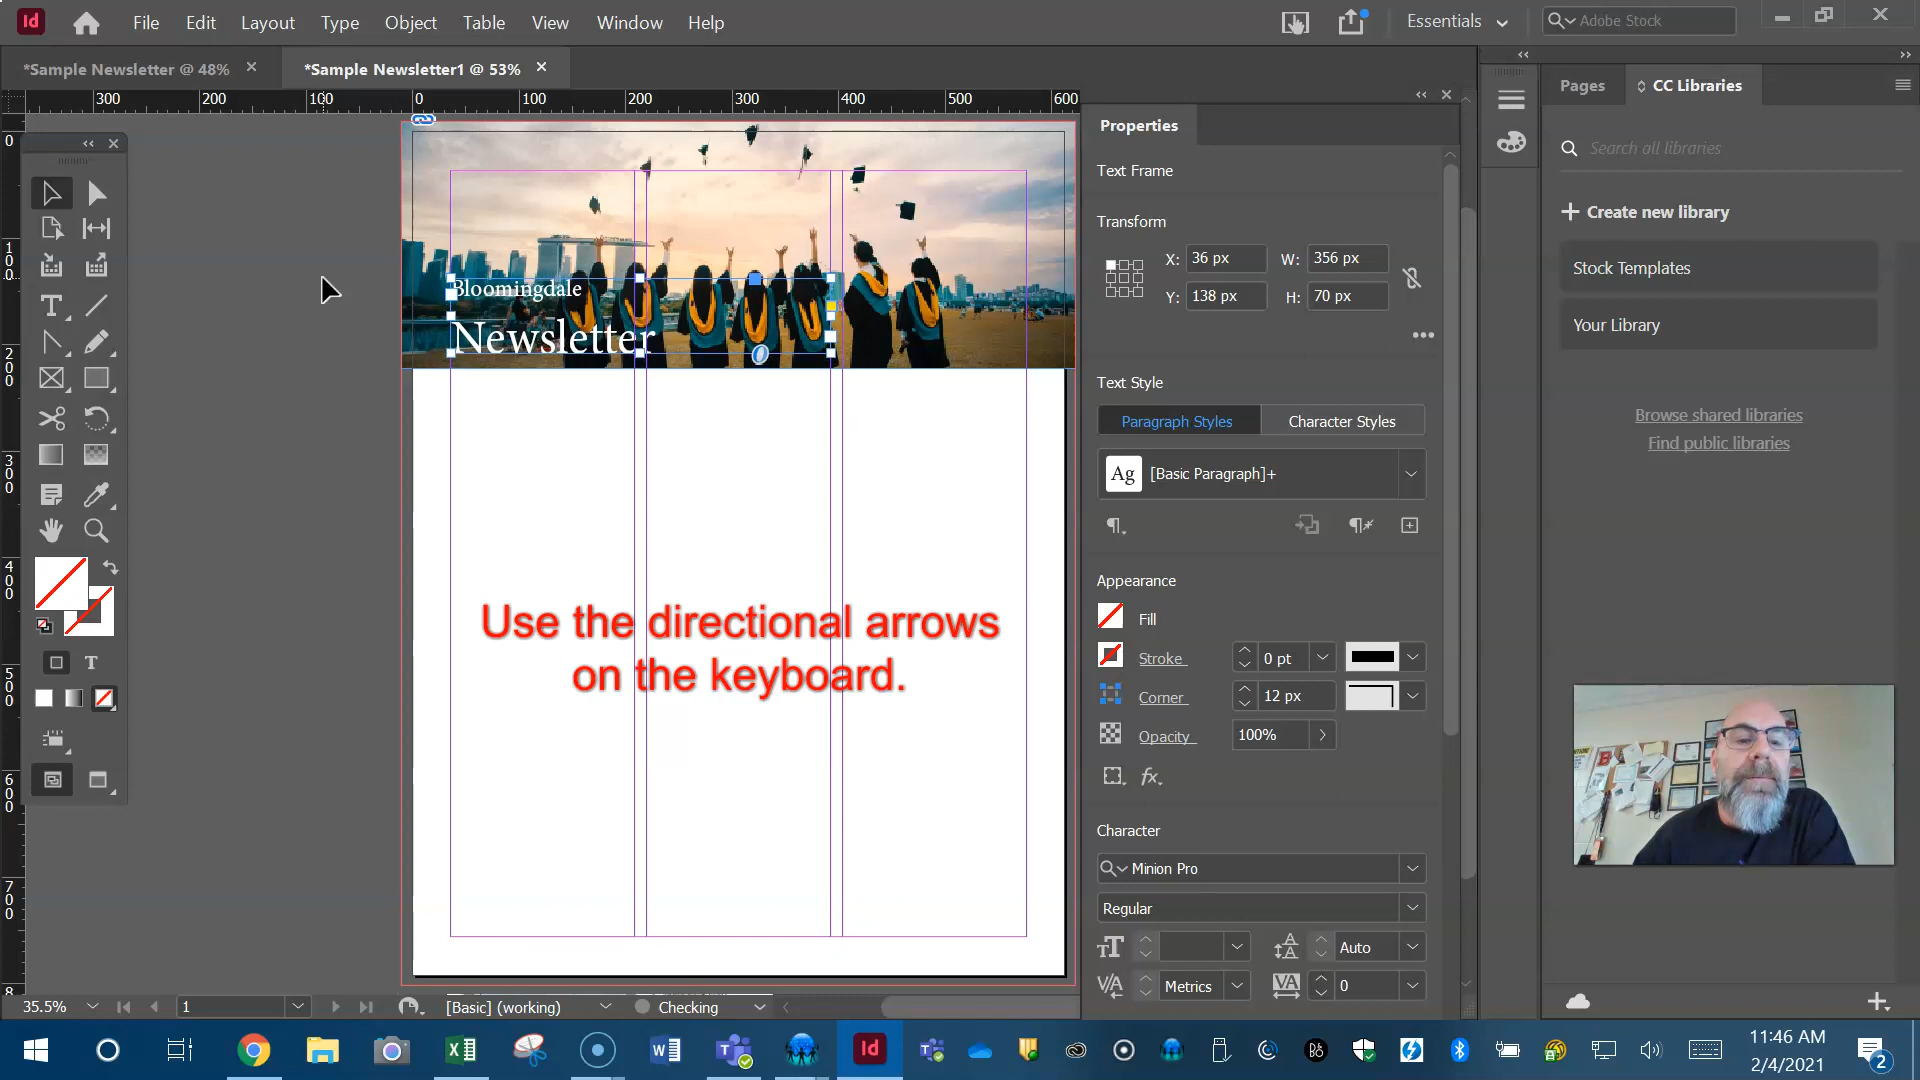 Id
File Edit Layout Type Object Table View Window Help
Essentials
Adobe Stock
*Sample Newsletter @ 48%
*Sample Newsletter1 @ 53%
300 200 100 0 100 200 300 400 500 600
0
100
200
300
400
500
600
700
8
Bloomingdale
Newsletter
Use the directional arrows
on the keyboard.
T
T
Properties
Text Frame
Transform
X: 36 px W: 356 px
Y: 138 px H: 70 px
Text Style
Paragraph Styles Character Styles
Ag [Basic Paragraph]+
Appearance
Fill
Stroke 0 pt
Corner 12 px
Opacity 100%
fx
Character
Minion Pro
Regular
Auto
Metrics 0
Pages CC Libraries
Search all libraries
Create new library
Stock Templates
Your Library
Browse shared libraries
Find public libraries
35.5% 1 [Basic] (working) Checking
Id
11:46 AM
2/4/2021
2